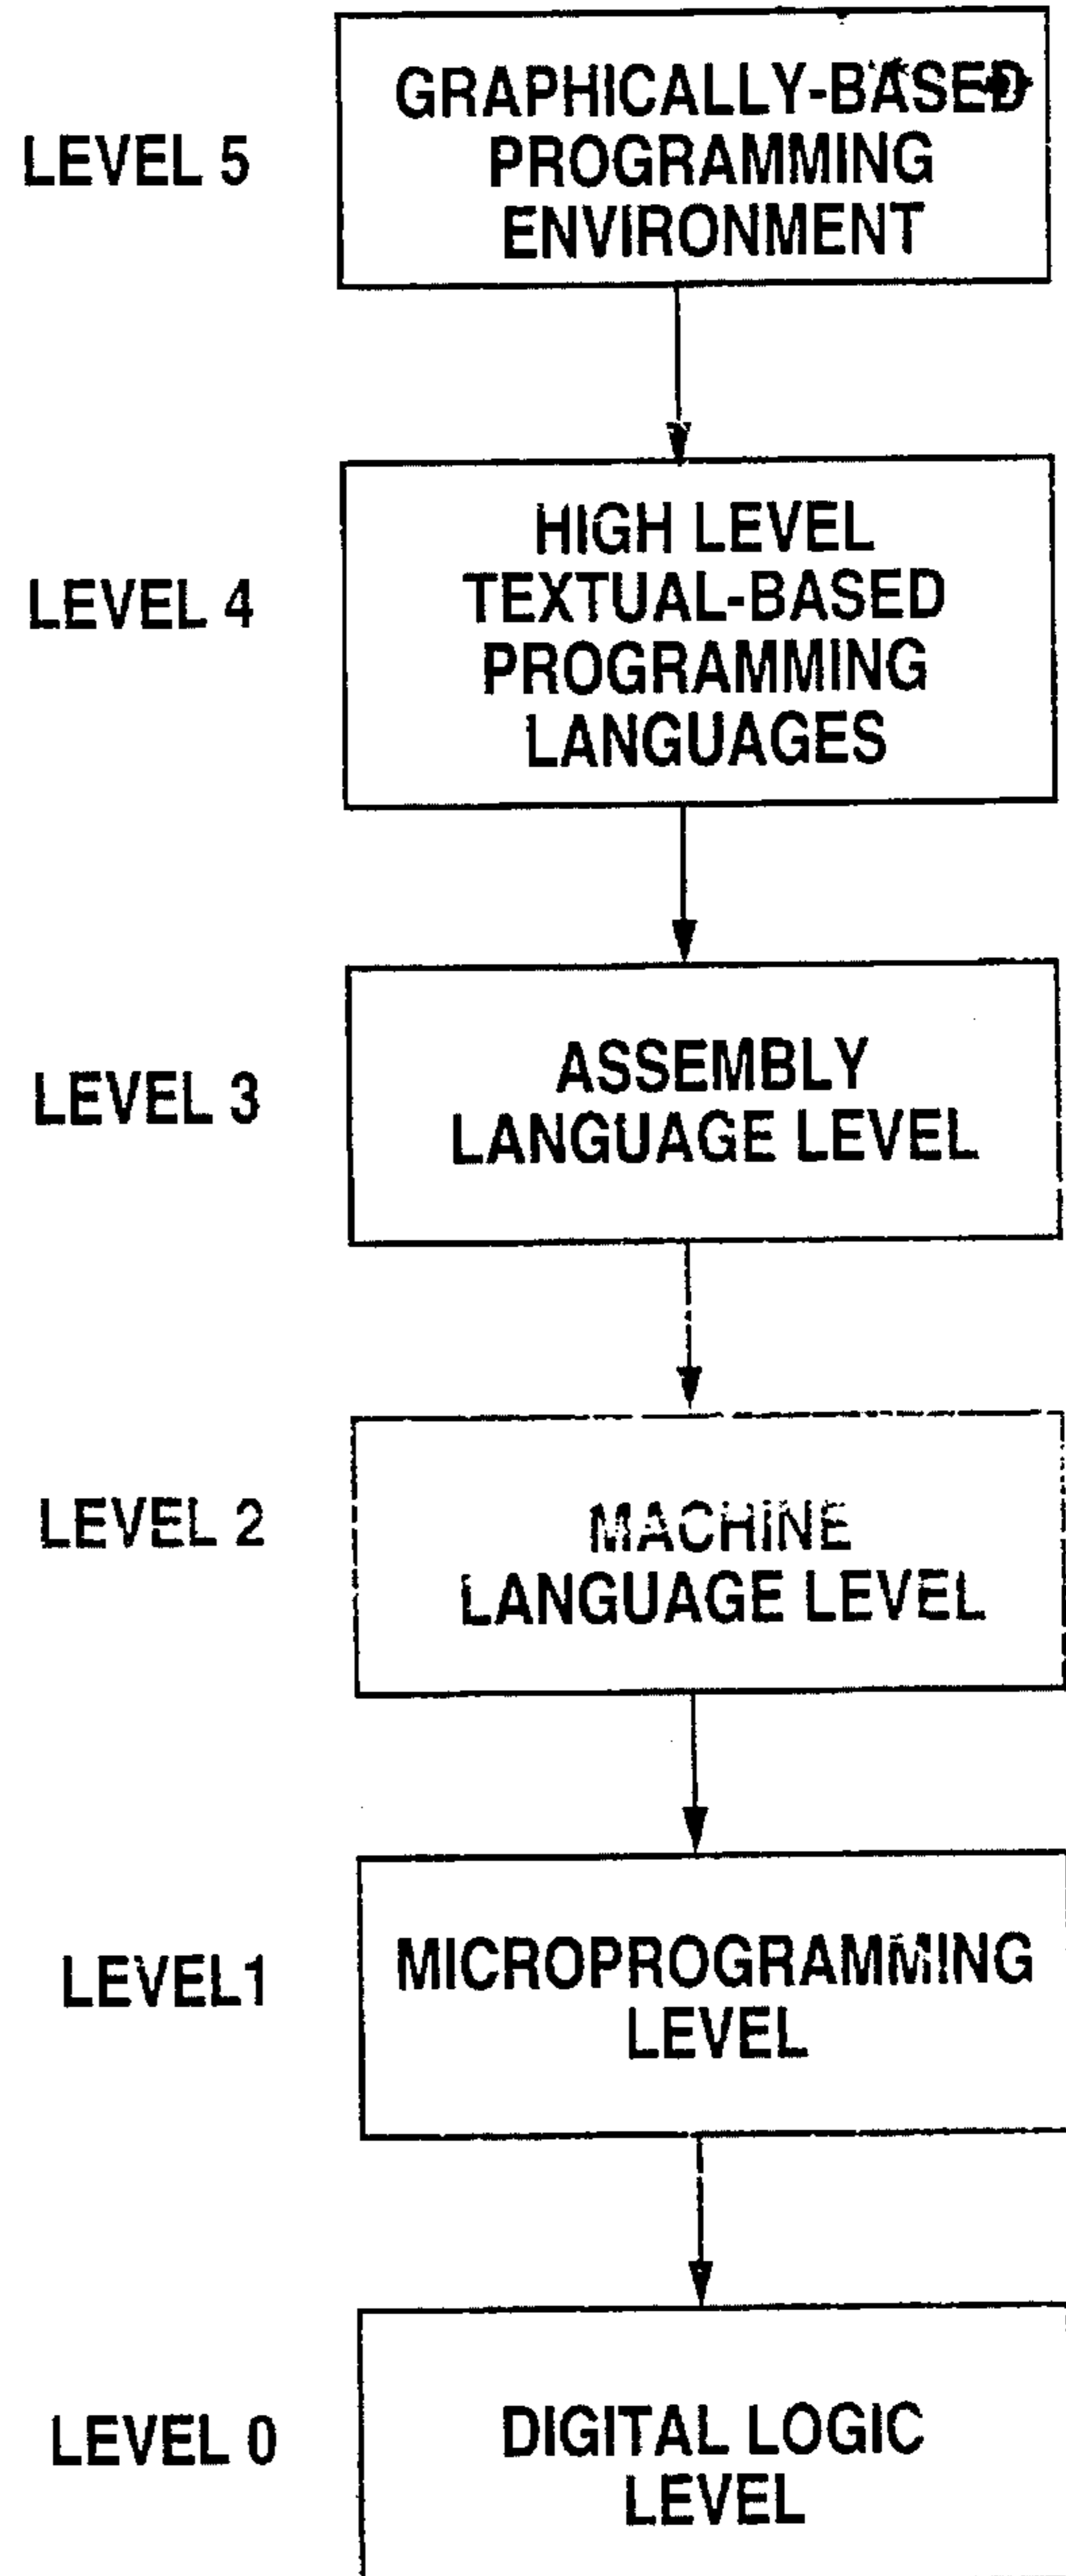 LEVEL 5
GRAPHICALLY-BASED
PROGRAMMING
ENVIRONMENT
LEVEL 4
HIGH LEVEL
TEXTUAL-BASED
PROGRAMMING
LANGUAGES
LEVEL 3
ASSEMBLY
LANGUAGE LEVEL
LEVEL 2
MACHINE
LANGUAGE LEVEL
LEVEL1
MICROPROGRAMMING
LEVEL
LEVEL 0
DIGITAL LOGIC
LEVEL